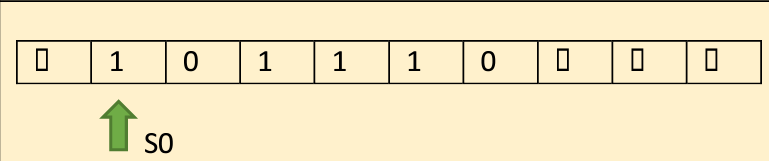 ▯ 1 0 1 1 1 0 ▯ ▯ ▯
S0